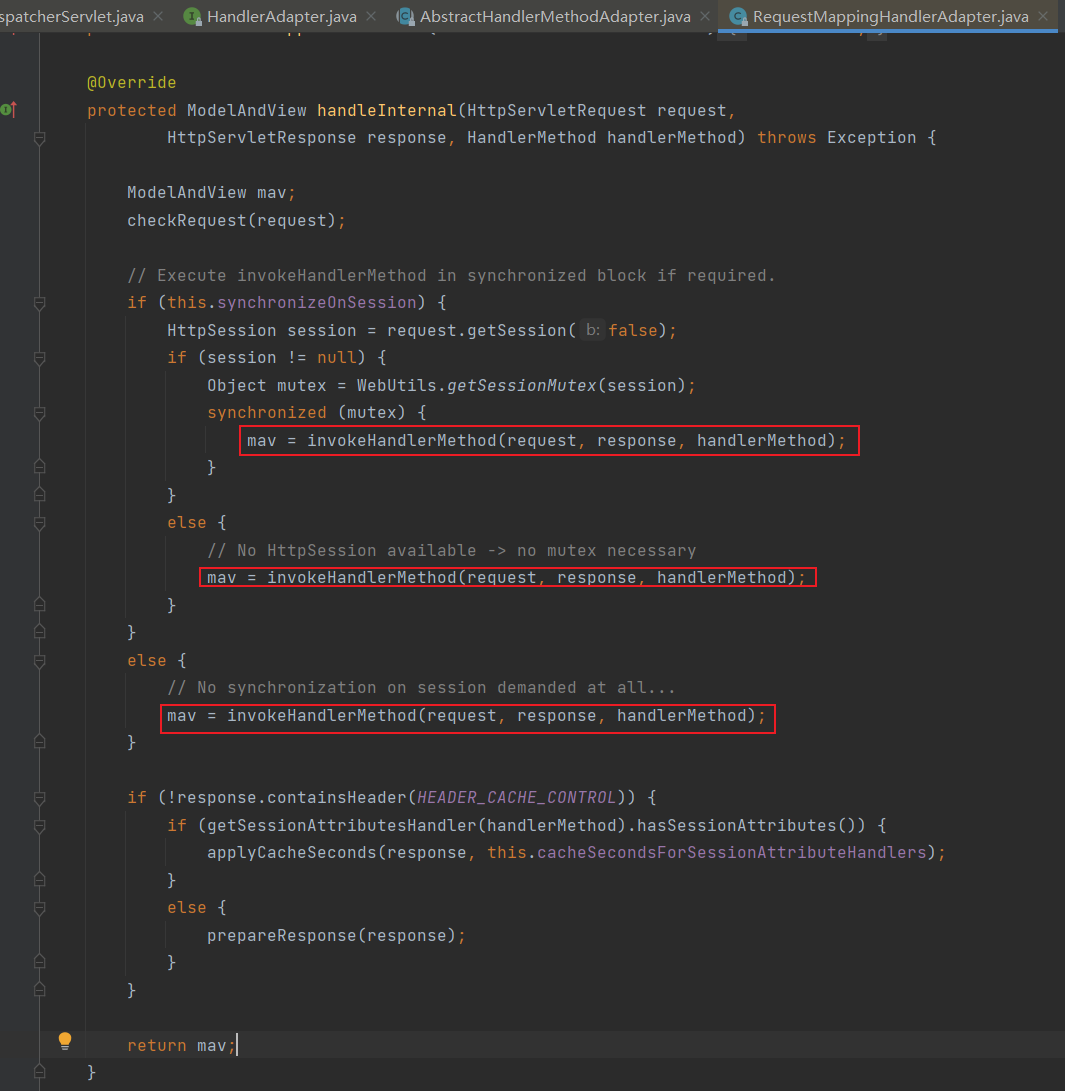 spatcherServlet.java HandlerAdapter.java AbstractHandlerMethodAdapter.java RequestMappingHandlerAdapter.java
@Override
protected ModelAndView handleInternal(HttpServletRequest request,
HttpServletResponse response, HandlerMethod handlerMethod) throws Exception {
ModelAndView mav;
checkRequest(request);
// Execute invokeHandlerMethod in synchronized block if required.
if (this.synchronizeOnSession) {
HttpSession session = request.getSession( b: false);
if (session != null) {
Object mutex = WebUtils.getSessionMutex(session);
synchronized (mutex) {
mav = invokeHandlerMethod(request, response, handlerMethod);
}
}
else {
// No HttpSession available -> no mutex necessary
mav = invokeHandlerMethod(request, response, handlerMethod);
}
}
else {
// No synchronization on session demanded at all...
mav = invokeHandlerMethod(request, response, handlerMethod);
}
if (!response.containsHeader(HEADER_CACHE_CONTROL)) {
if (getSessionAttributesHandler(handlerMethod).hasSessionAttributes()) {
applyCacheSeconds(response, this.cacheSecondsForSessionAttributeHandlers);
}
else {
prepareResponse(response);
}
}
return mav;
}